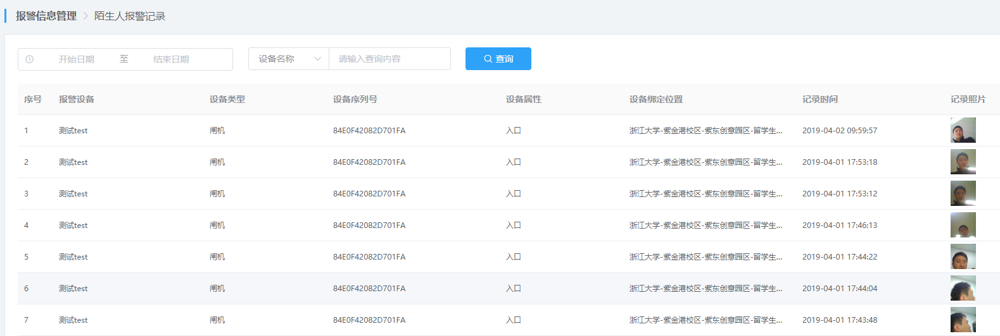 报警信息管理 > 陌生人报警记录
开始日期 至 结束日期 设备名称 请输入查询内容 查询
序号 报警设备 设备类型 设备序列号 设备属性 设备绑定位置 记录时间 记录照片
1 测试test 闸机 84E0F42082D701FA 入口 浙江大学-紫金港校区-紫东创意园区-留学生... 2019-04-02 09:59:57
2 测试test 闸机 84E0F42082D701FA 入口 浙江大学-紫金港校区-紫东创意园区-留学生... 2019-04-01 17:53:18
3 测试test 闸机 84E0F42082D701FA 入口 浙江大学-紫金港校区-紫东创意园区-留学生... 2019-04-01 17:53:12
4 测试test 闸机 84E0F42082D701FA 入口 浙江大学-紫金港校区-紫东创意园区-留学生... 2019-04-01 17:46:13
5 测试test 闸机 84E0F42082D701FA 入口 浙江大学-紫金港校区-紫东创意园区-留学生... 2019-04-01 17:44:22
6 测试test 闸机 84E0F42082D701FA 入口 浙江大学-紫金港校区-紫东创意园区-留学生... 2019-04-01 17:44:04
7 测试test 闸机 84E0F42082D701FA 入口 浙江大学-紫金港校区-紫东创意园区-留学生... 2019-04-01 17:43:48